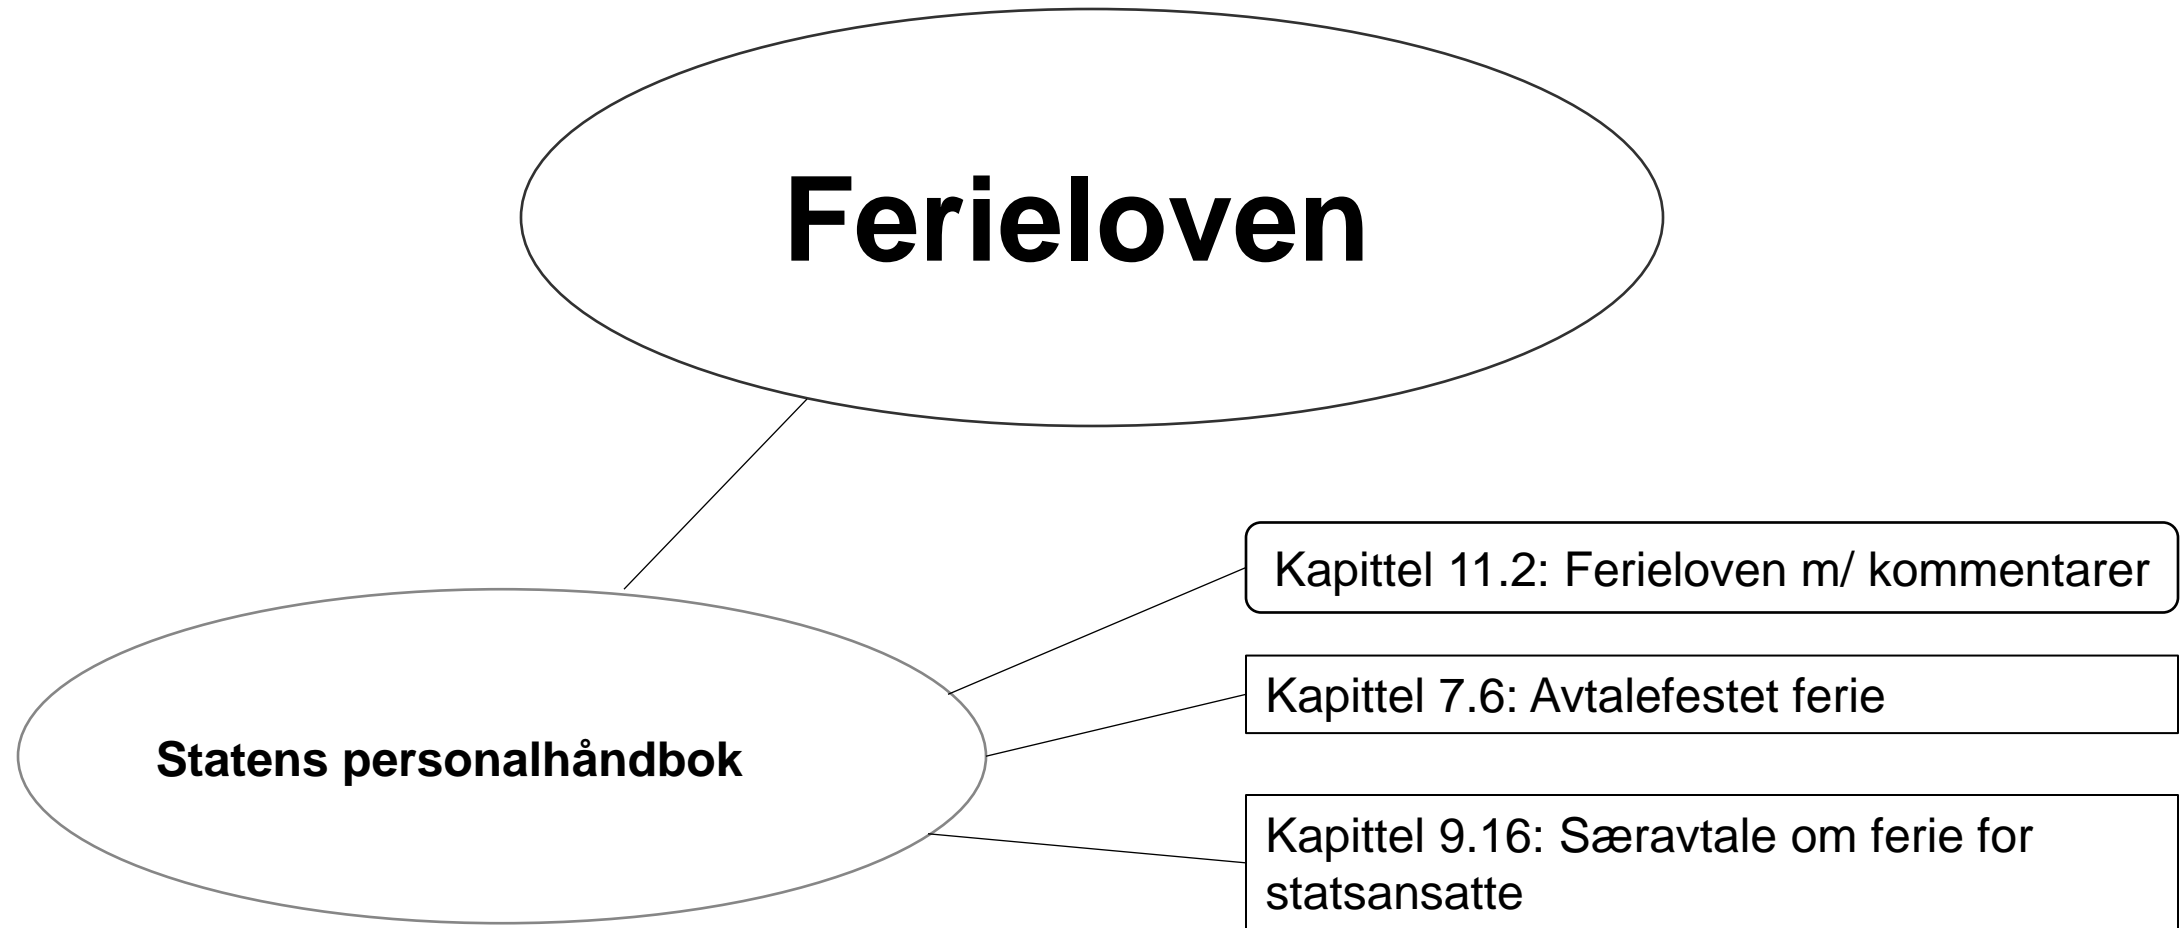 Ferieloven
Kapittel 11.2: Ferieloven m/ kommentarer
Kapittel 7.6: Avtalefestet ferie
Statens personalhåndbok
Kapittel 9.16: Særavtale om ferie for
statsansatte